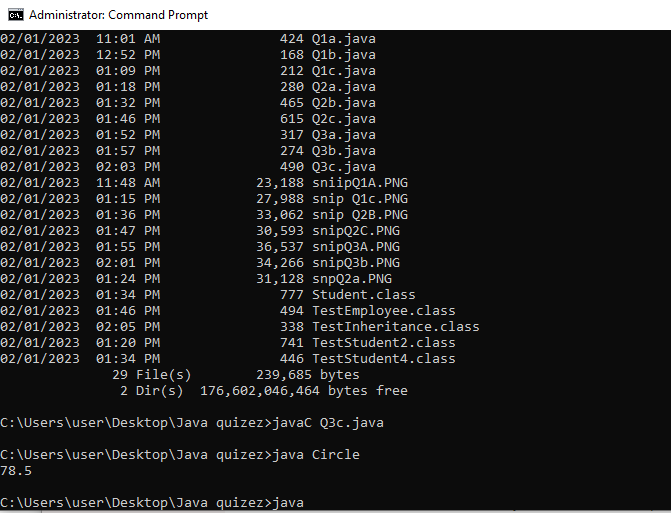 Administrator: Command Prompt
02/01/2023  11:01 AM               424 Q1a.java
02/01/2023  12:52 PM               168 Q1b.java
02/01/2023  01:09 PM               212 Q1c.java
02/01/2023  01:18 PM               280 Q2a.java
02/01/2023  01:32 PM               465 Q2b.java
02/01/2023  01:46 PM               615 Q2c.java
02/01/2023  01:52 PM               317 Q3a.java
02/01/2023  01:57 PM               274 Q3b.java
02/01/2023  02:03 PM               490 Q3c.java
02/01/2023  11:48 AM            23,188 sniipQ1A.PNG
02/01/2023  01:15 PM            27,988 snip Q1c.PNG
02/01/2023  01:36 PM            33,062 snip Q2B.PNG
02/01/2023  01:47 PM            30,593 snipQ2C.PNG
02/01/2023  01:55 PM            36,537 snipQ3A.PNG
02/01/2023  02:01 PM            34,266 snipQ3b.PNG
02/01/2023  01:24 PM            31,128 snpQ2a.PNG
02/01/2023  01:34 PM               777 Student.class
02/01/2023  01:46 PM               494 TestEmployee.class
02/01/2023  02:05 PM               338 TestInheritance.class
02/01/2023  01:20 PM               741 TestStudent2.class
02/01/2023  01:34 PM               446 TestStudent4.class
29 File(s)        239,685 bytes
2 Dir(s)  176,602,046,464 bytes free
C:\Users\user\Desktop\Java quizez>javaC Q3c.java
C:\Users\user\Desktop\Java quizez>java Circle
78.5
C:\Users\user\Desktop\Java quizez>java